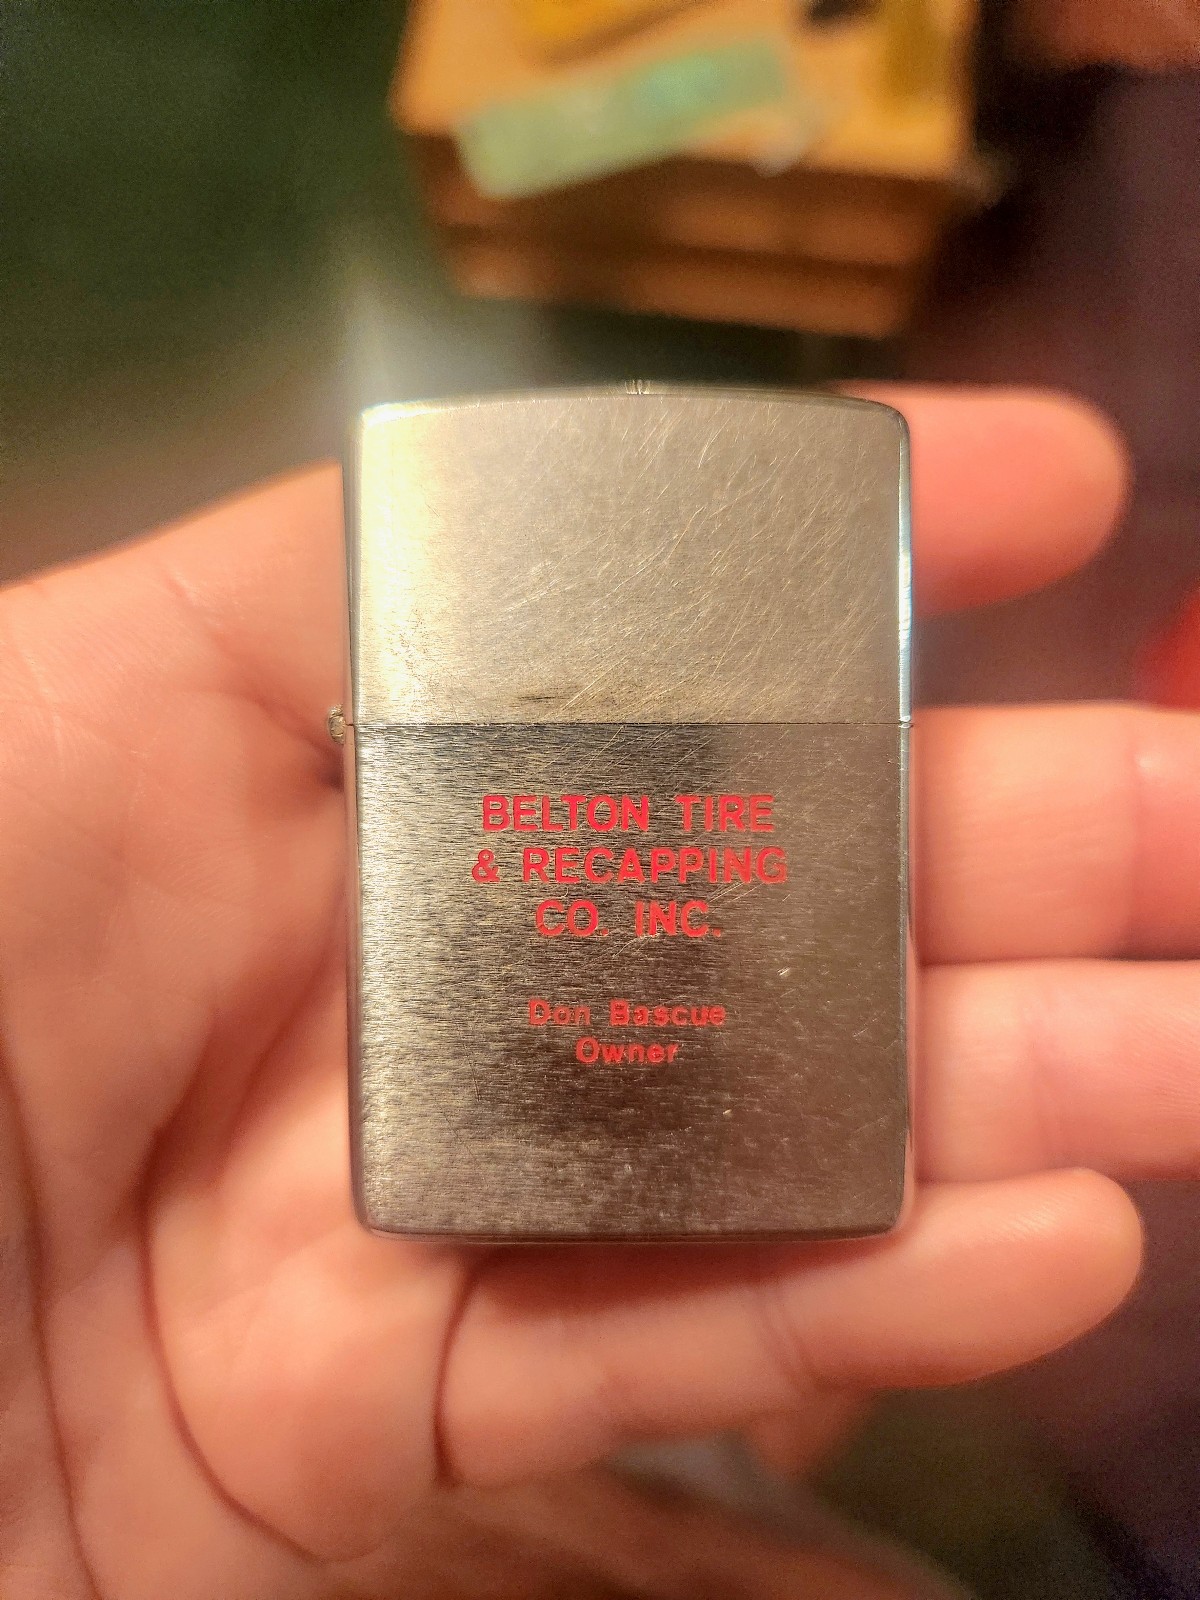 BELTON TIRE
& RECAPPING
CO. INC.
Don Bascue
Owner